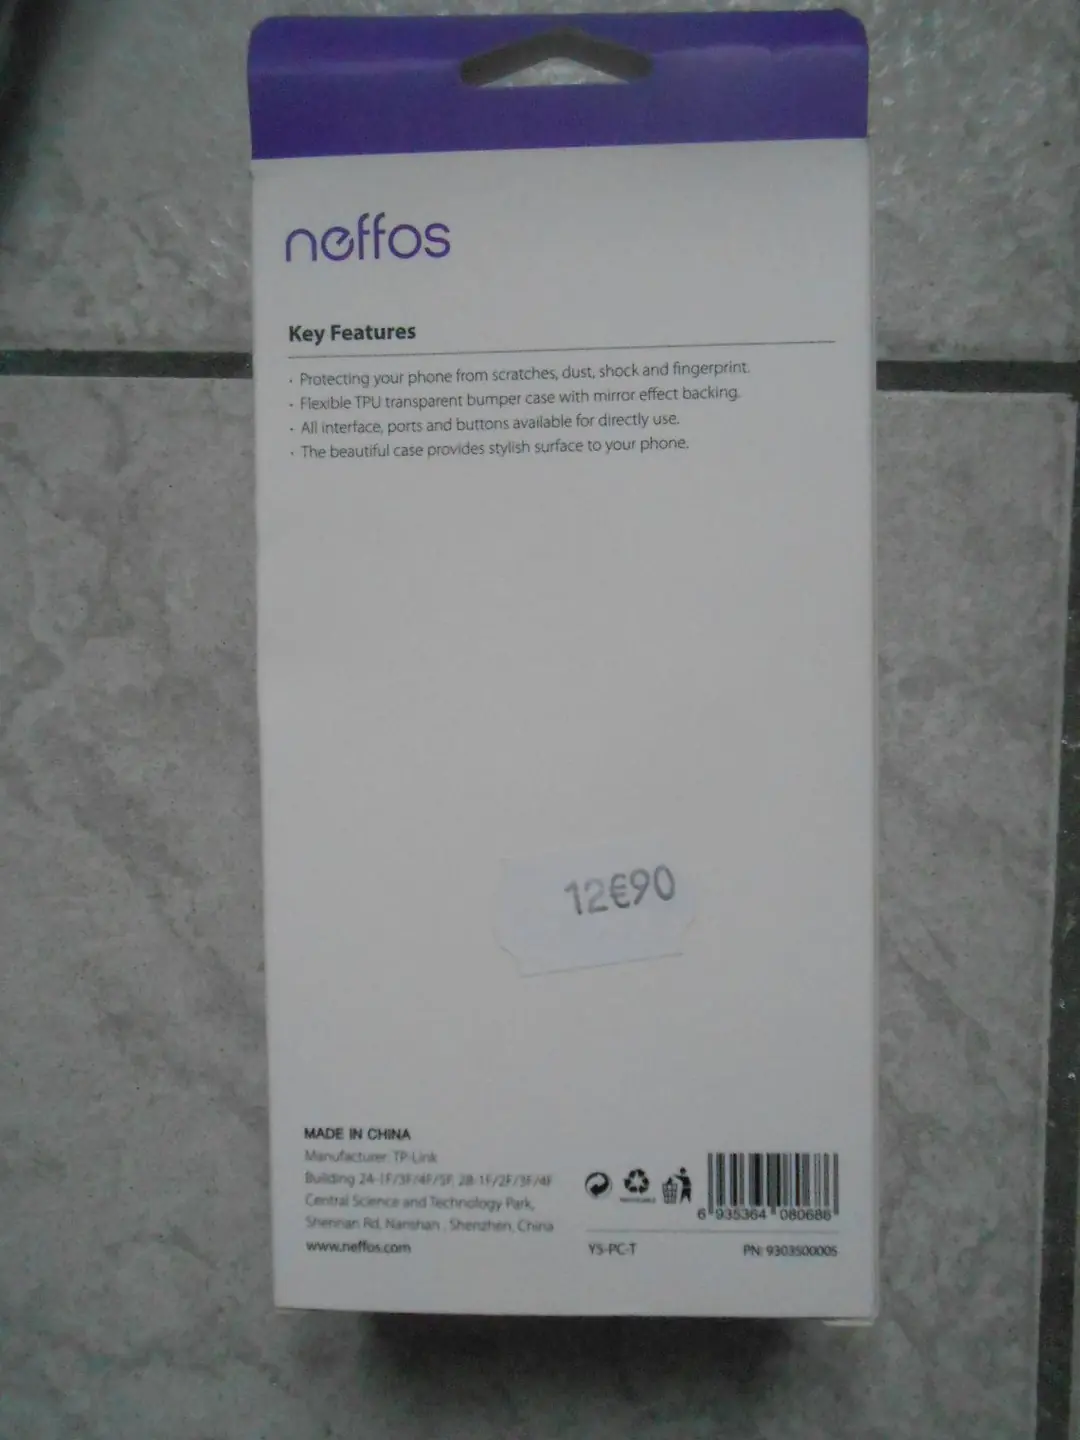 neffos
Key Features
· Protecting your phone from scratches, dust, shock and fingerprint.
· Flexible TPU transparent bumper case with mirror effect backing.
· All interface, ports and buttons available for directly use.
· The beautiful case provides stylish surface to your phone.
12€90
MADE IN CHINA
Manufacturer: TP-Link
Building 24-1F/3F/4F/5F, 28-1F/2F/3F/4F
Central Science and Technology Park,
Shennan Rd, Nanshan , Shenzhen, China
www.neffos.com
6 935364 080686
Y5-PC-T
PN: 9303500005